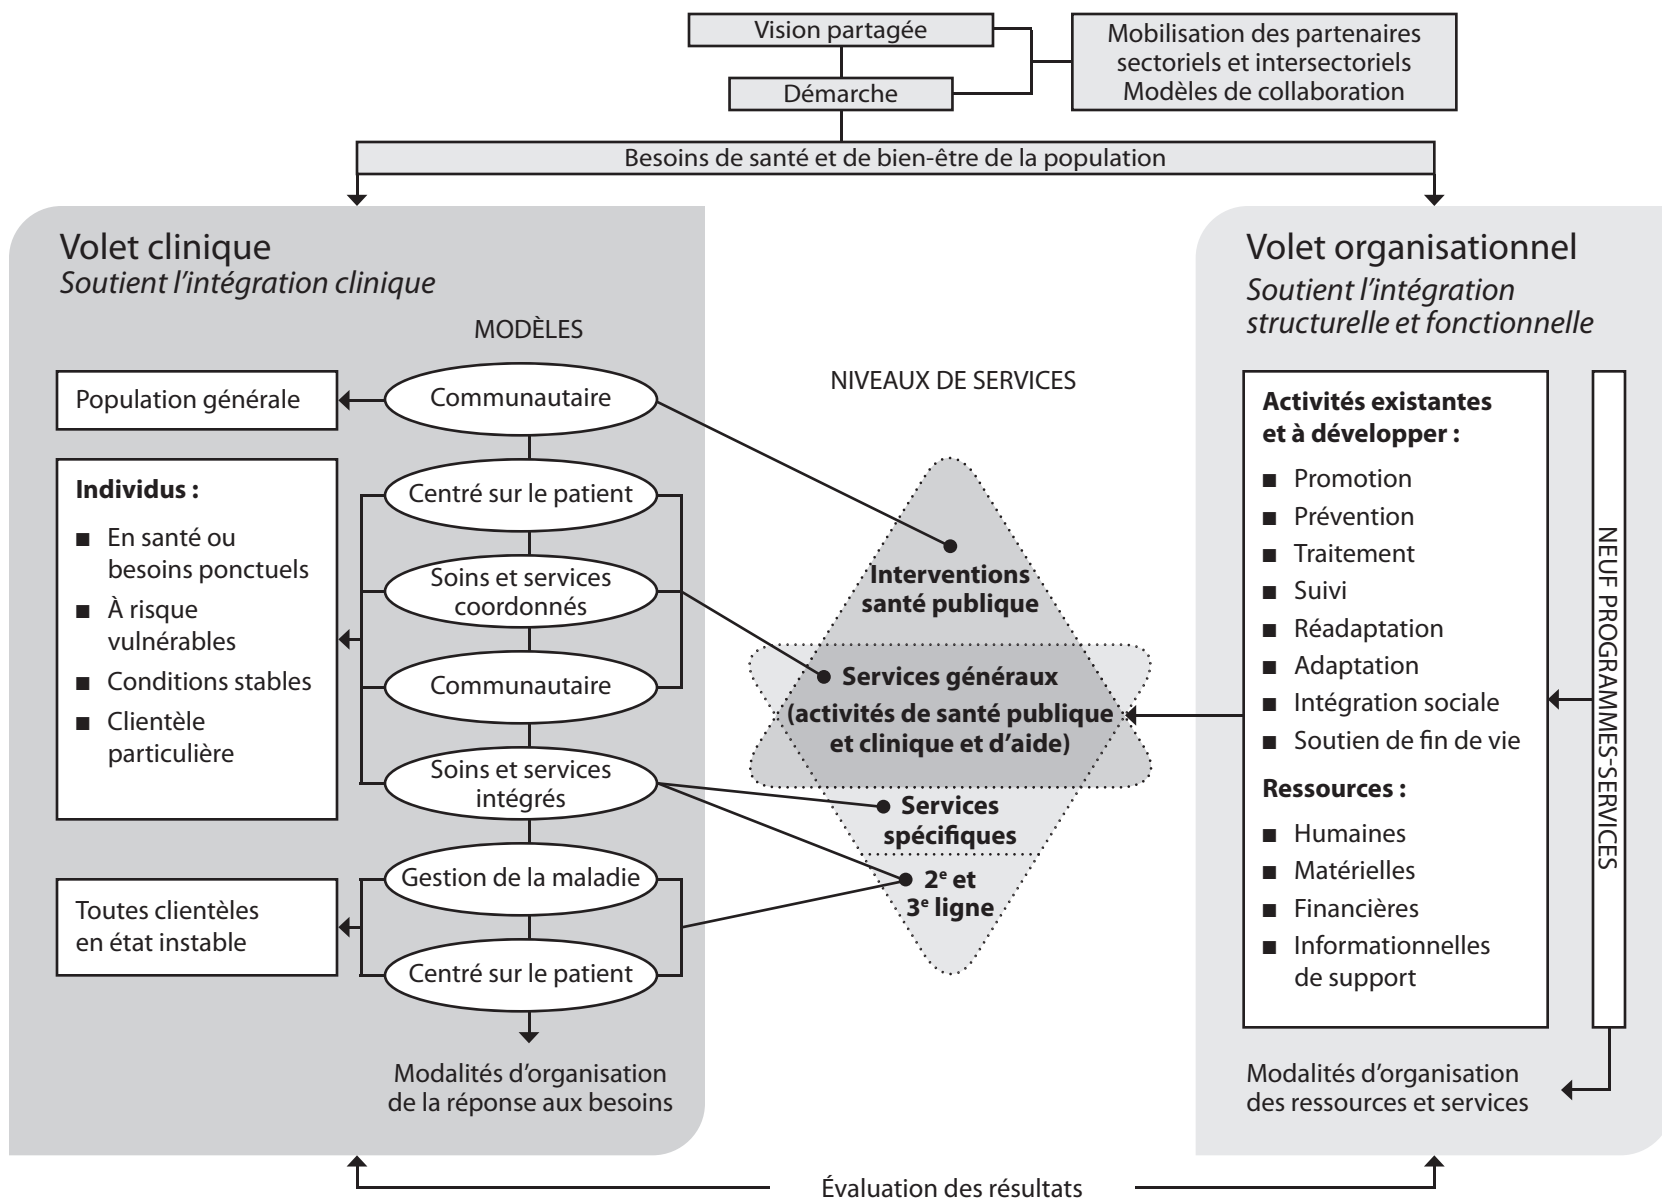 Vision partagée
Démarche
Mobilisation des partenaires
sectoriels et intersectoriels
Modèles de collaboration
Besoins de santé et de bien-être de la population
Volet clinique
Soutient l’intégration clinique
MODÈLES
Population générale
Individus :
■ En santé ou
besoins ponctuels
■ À risque
vulnérables
■ Conditions stables
■ Clientèle
particulière
Toutes clientèles
en état instable
Communautaire
Centré sur le patient
Soins et services
coordonnés
Communautaire
Soins et services
intégrés
Gestion de la maladie
Centré sur le patient
Modalités d’organisation
de la réponse aux besoins
NIVEAUX DE SERVICES
Interventions
santé publique
Services généraux
(activités de santé publique
et clinique et d’aide)
Services
spécifiques
2e et
3e ligne
Volet organisationnel
Soutient l’intégration
structurelle et fonctionnelle
Activités existantes
et à développer :
■ Promotion
■ Prévention
■ Traitement
■ Suivi
■ Réadaptation
■ Adaptation
■ Intégration sociale
■ Soutien de fin de vie
Ressources :
■ Humaines
■ Matérielles
■ Financières
■ Informationnelles
de support
NEUF PROGRAMMES-SERVICES
Modalités d’organisation
des ressources et services
Évaluation des résultats